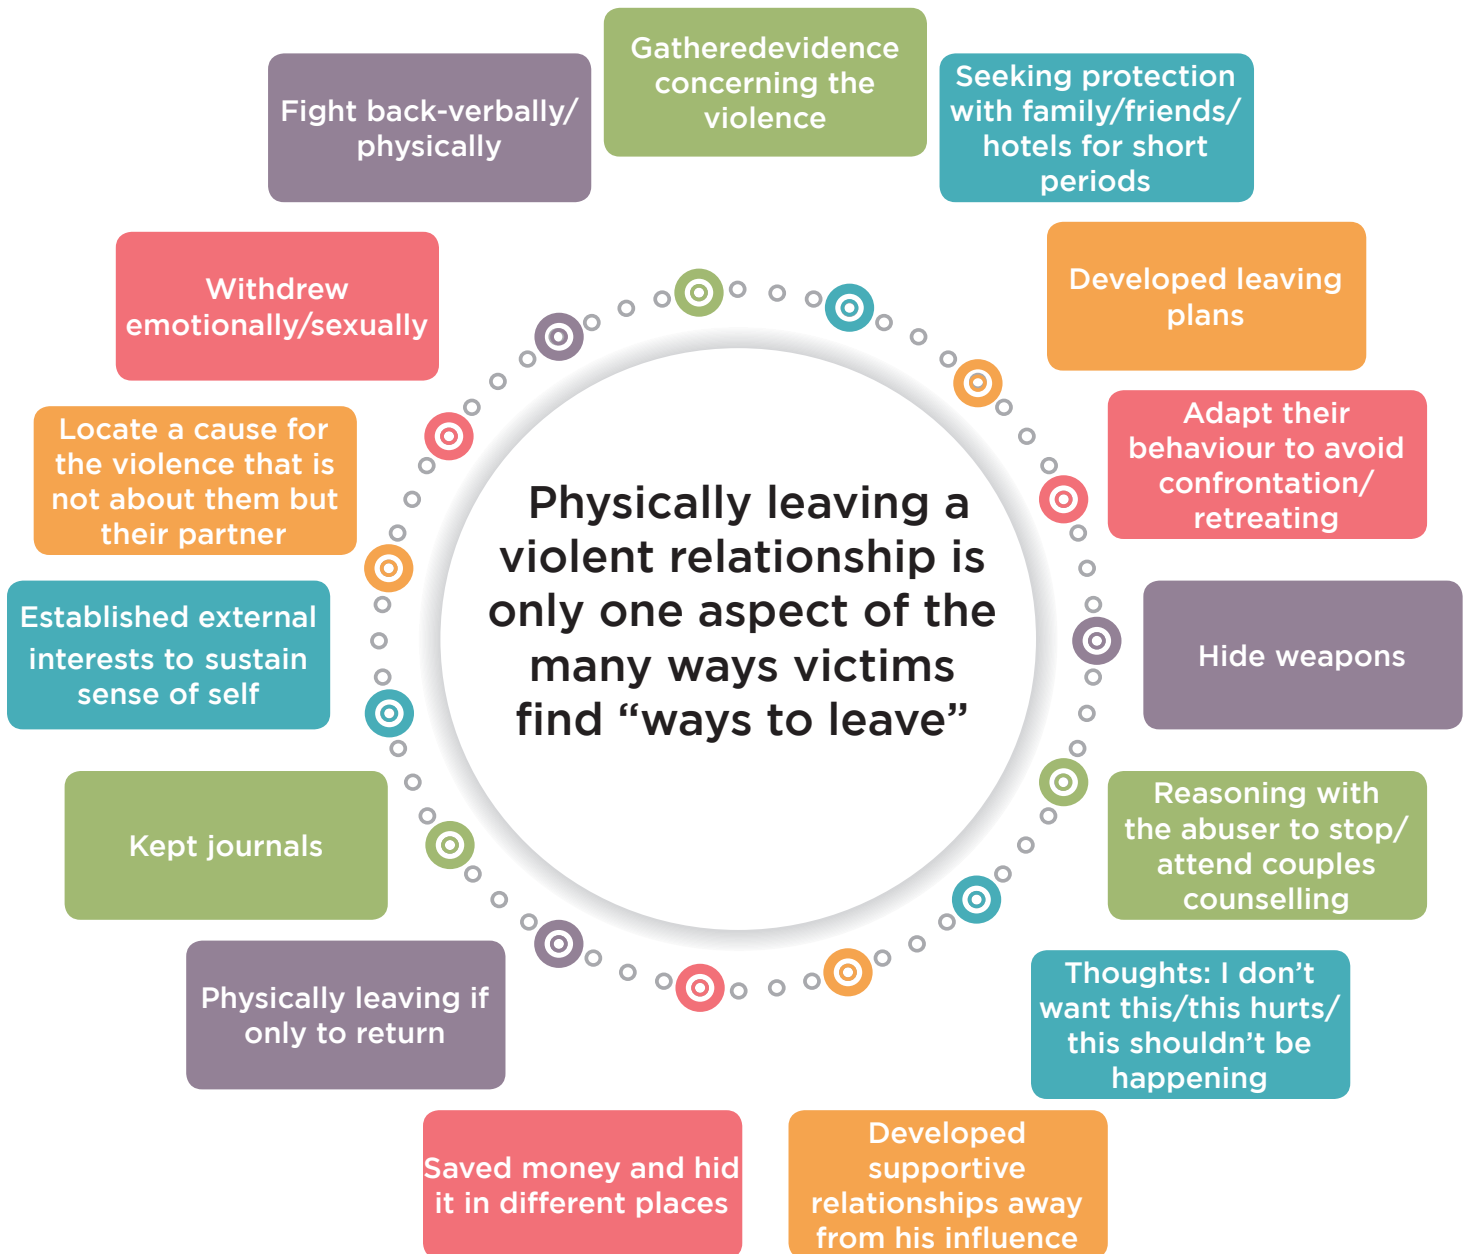 Gatheredevidence
concerning the
violence
Seeking protection
with family/friends/
hotels for short
periods
Developed leaving
plans
Adapt their
behaviour to avoid
confrontation/
retreating
Hide weapons
Reasoning with
the abuser to stop/
attend couples
counselling
Thoughts: I don’t
want this/this hurts/
this shouldn’t be
happening
Developed
supportive
relationships away
from his influence
Saved money and hid
it in different places
Physically leaving if
only to return
Kept journals
Established external
interests to sustain
sense of self
Locate a cause for
the violence that is
not about them but
their partner
Withdrew
emotionally/sexually
Fight back-verbally/
physically
Physically leaving a
violent relationship is
only one aspect of the
many ways victims
find “ways to leave”